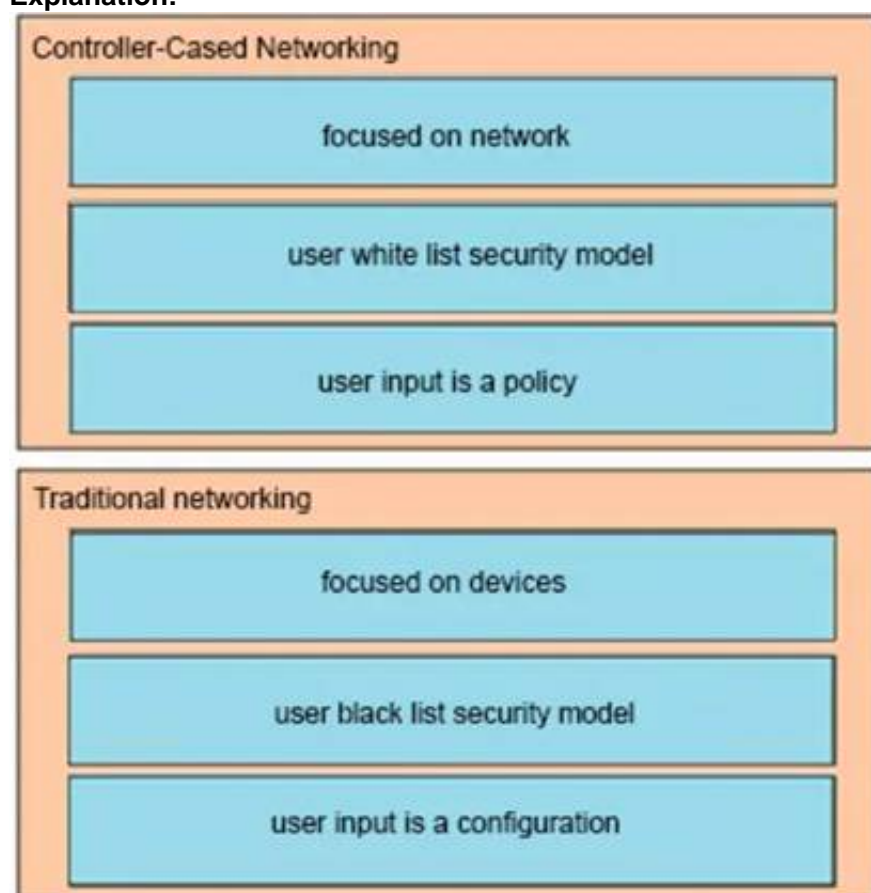 Explanation:
Controller-Cased Networking
focused on network
user white list security model
user input is a policy
Traditional networking
focused on devices
user black list security model
user input is a configuration